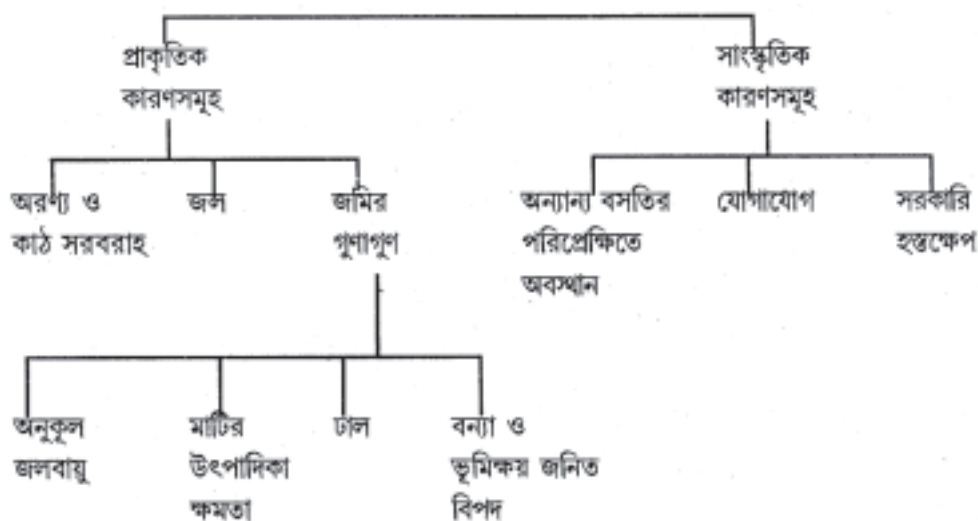 প্রাকৃতিক
কারণসমূহ
সাংস্কৃতিক
কারণসমূহ
অরণ্য ও
কাঠ সরবরাহ
জল
জমির
গুণাগুণ
অন্যান্য বসতির
পরিপ্রেক্ষিতে
অবস্থান
যোগাযোগ
সরকারি
হস্তক্ষেপ
অনুকূল
জলবায়ু
মাটির
উৎপাদিকা
ক্ষমতা
ঢাল
বন্যা ও
ভূমিক্ষয় জনিত
বিপদ